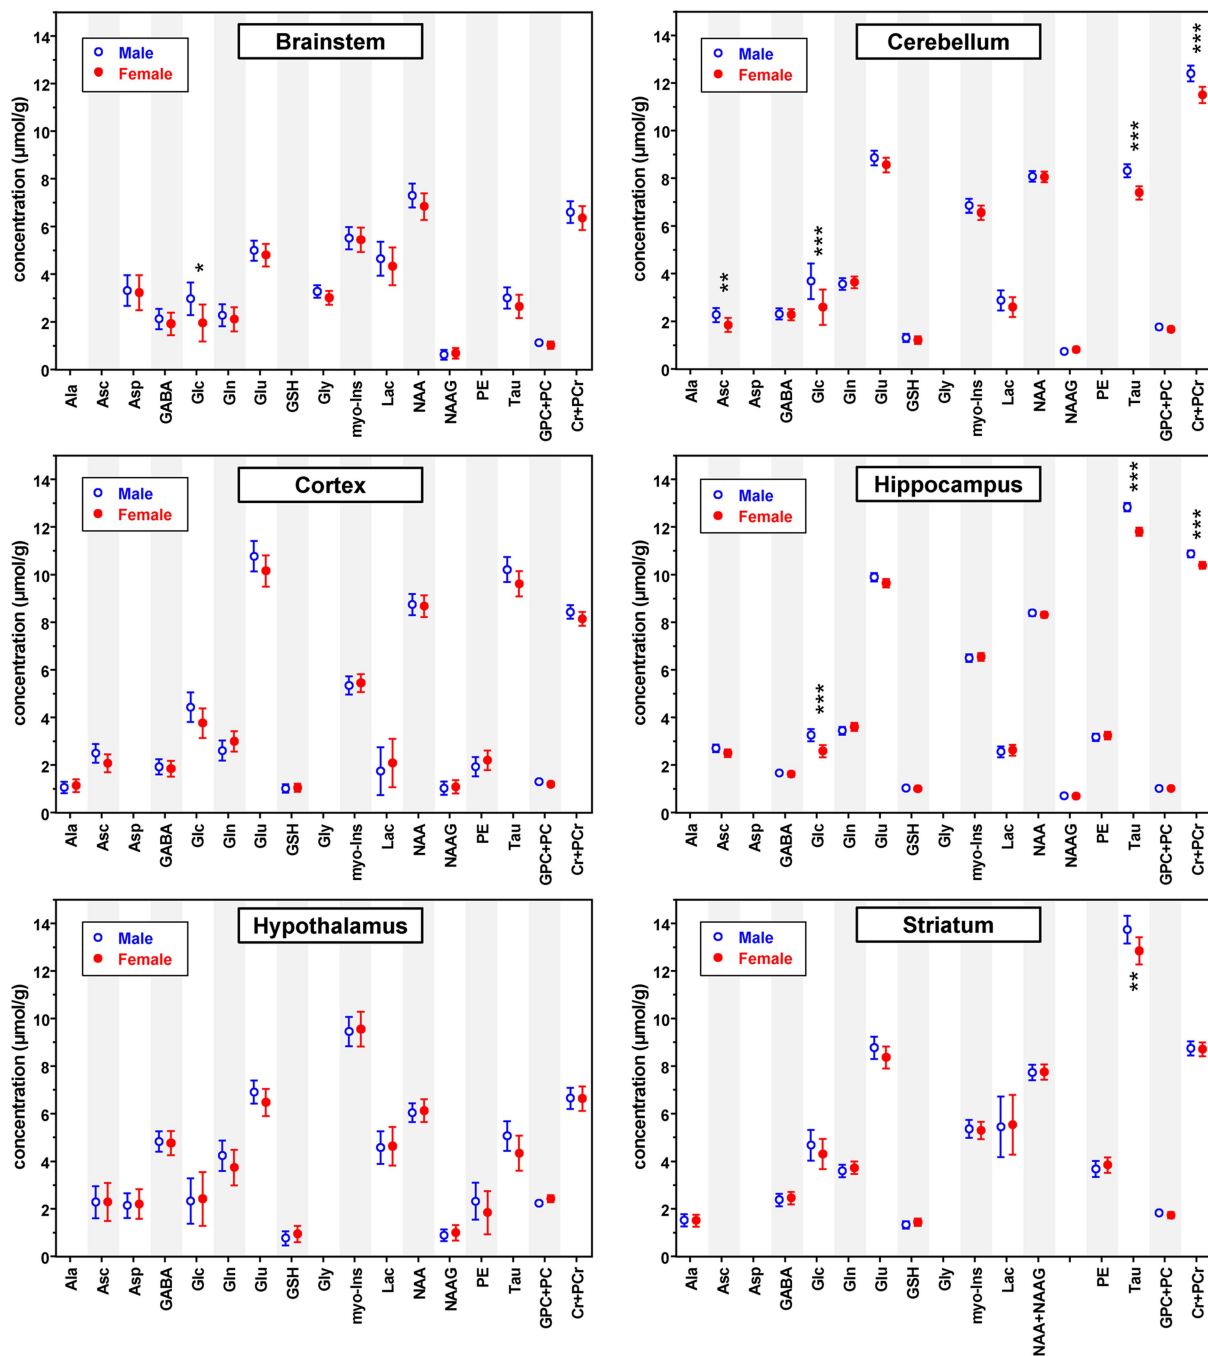 Brainstem
Male
Female
concentration (µmol/g)
14
12
10
8
6
4
2
0
*
Ala
Asc
Asp
GABA
Glc
Gln
Glu
GSH
Gly
myo-Ins
Lac
NAA
NAAG
PE
Tau
GPC+PC
Cr+PCr
Cerebellum
Male
Female
concentration (µmol/g)
14
12
10
8
6
4
2
0
**
***
***
***
Ala
Asc
Asp
GABA
Glc
Gln
Glu
GSH
Gly
myo-Ins
Lac
NAA
NAAG
PE
Tau
GPC+PC
Cr+PCr
Cortex
Male
Female
concentration (µmol/g)
14
12
10
8
6
4
2
0
Ala
Asc
Asp
GABA
Glc
Gln
Glu
GSH
Gly
myo-Ins
Lac
NAA
NAAG
PE
Tau
GPC+PC
Cr+PCr
Hippocampus
Male
Female
concentration (µmol/g)
14
12
10
8
6
4
2
0
***
***
***
Ala
Asc
Asp
GABA
Glc
Gln
Glu
GSH
Gly
myo-Ins
Lac
NAA
NAAG
PE
Tau
GPC+PC
Cr+PCr
Hypothalamus
Male
Female
concentration (µmol/g)
14
12
10
8
6
4
2
0
Ala
Asc
Asp
GABA
Glc
Gln
Glu
GSH
Gly
myo-Ins
Lac
NAA
NAAG
PE
Tau
GPC+PC
Cr+PCr
Striatum
Male
Female
concentration (µmol/g)
14
12
10
8
6
4
2
0
**
Ala
Asc
Asp
GABA
Glc
Gln
Glu
GSH
Gly
myo-Ins
Lac
NAA+NAAG
PE
Tau
GPC+PC
Cr+PCr